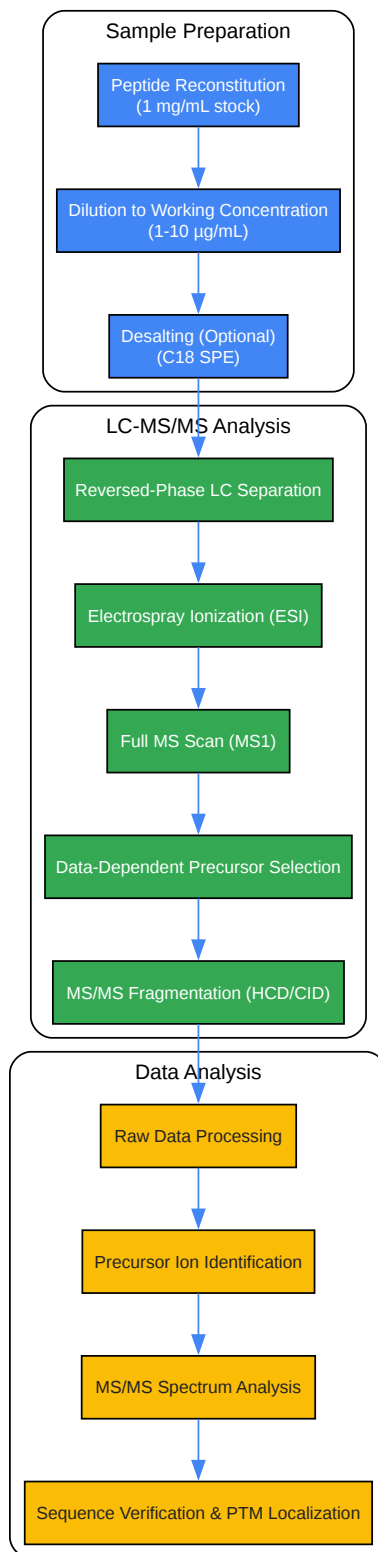 Sample Preparation
Peptide Reconstitution
(1 mg/mL stock)
Dilution to Working Concentration
(1-10 µg/mL)
Desalting (Optional)
(C18 SPE)
LC-MS/MS Analysis
Reversed-Phase LC Separation
Electrospray Ionization (ESI)
Full MS Scan (MS1)
Data-Dependent Precursor Selection
MS/MS Fragmentation (HCD/CID)
Data Analysis
Raw Data Processing
Precursor Ion Identification
MS/MS Spectrum Analysis
Sequence Verification & PTM Localization